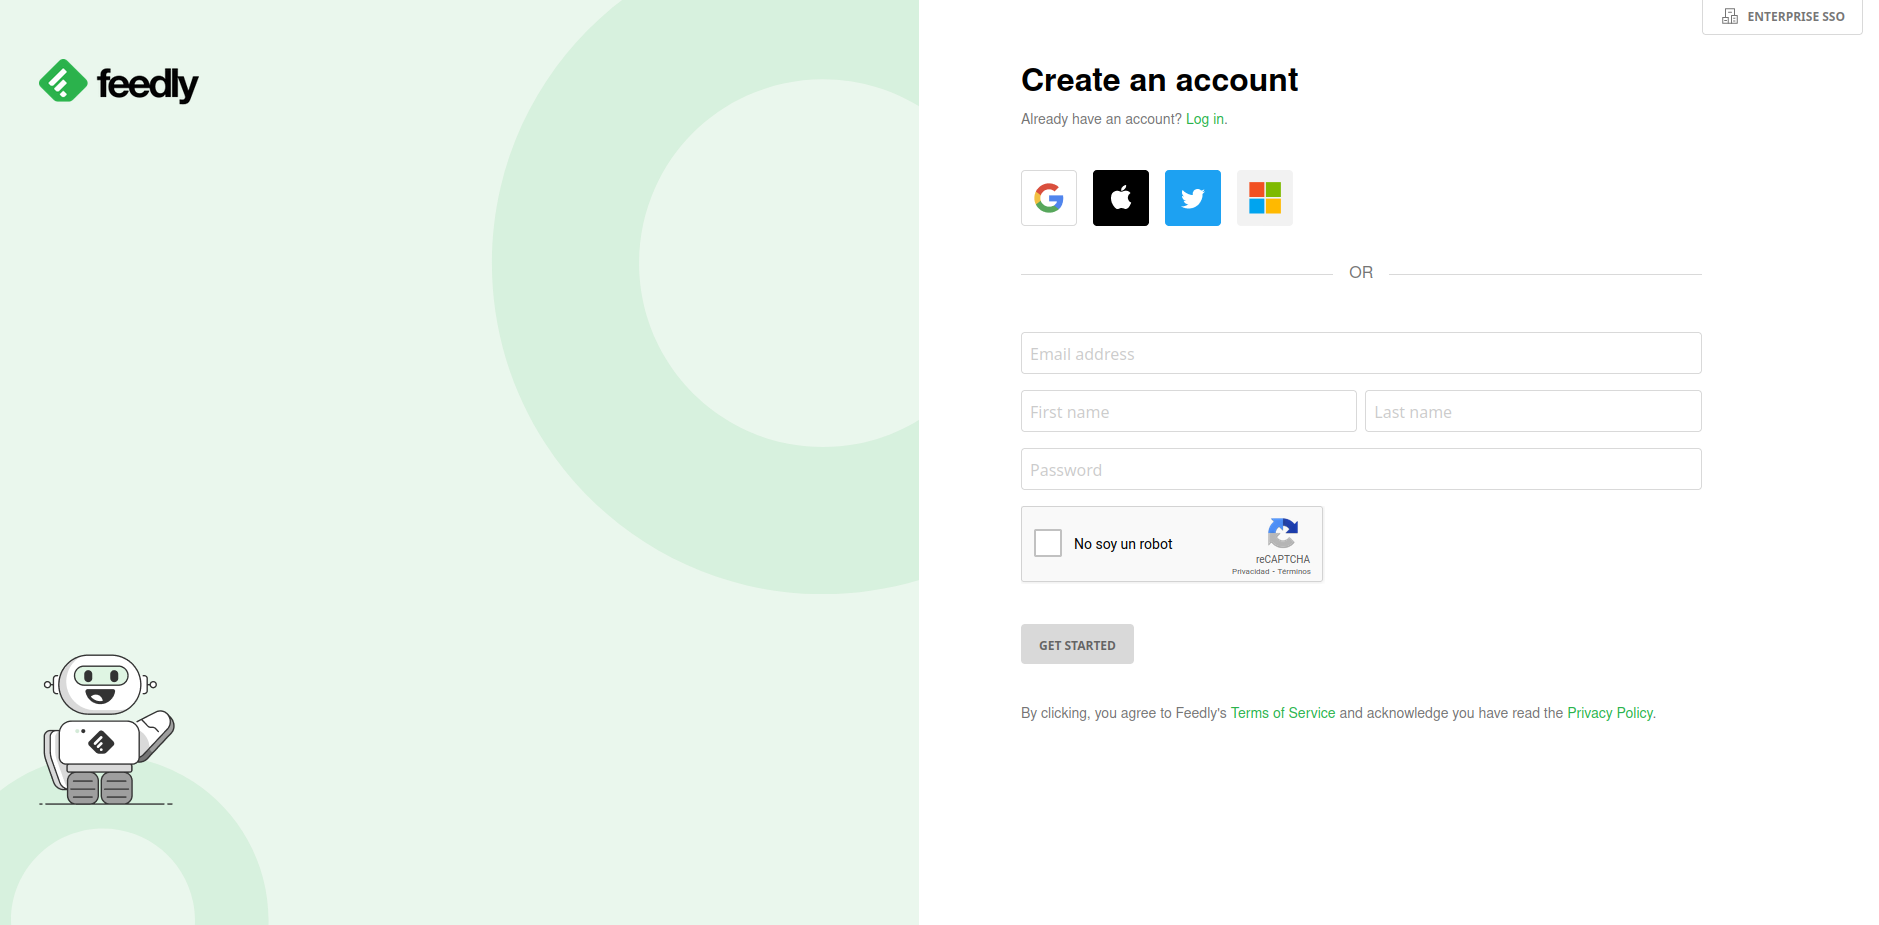 feedly
ENTERPRISE SSO
Create an account
Already have an account? Log in.
OR
Email address
First name
Last name
Password
No soy un robot
reCAPTCHA
Privacidad - Términos
GET STARTED
By clicking, you agree to Feedly's Terms of Service and acknowledge you have read the Privacy Policy.